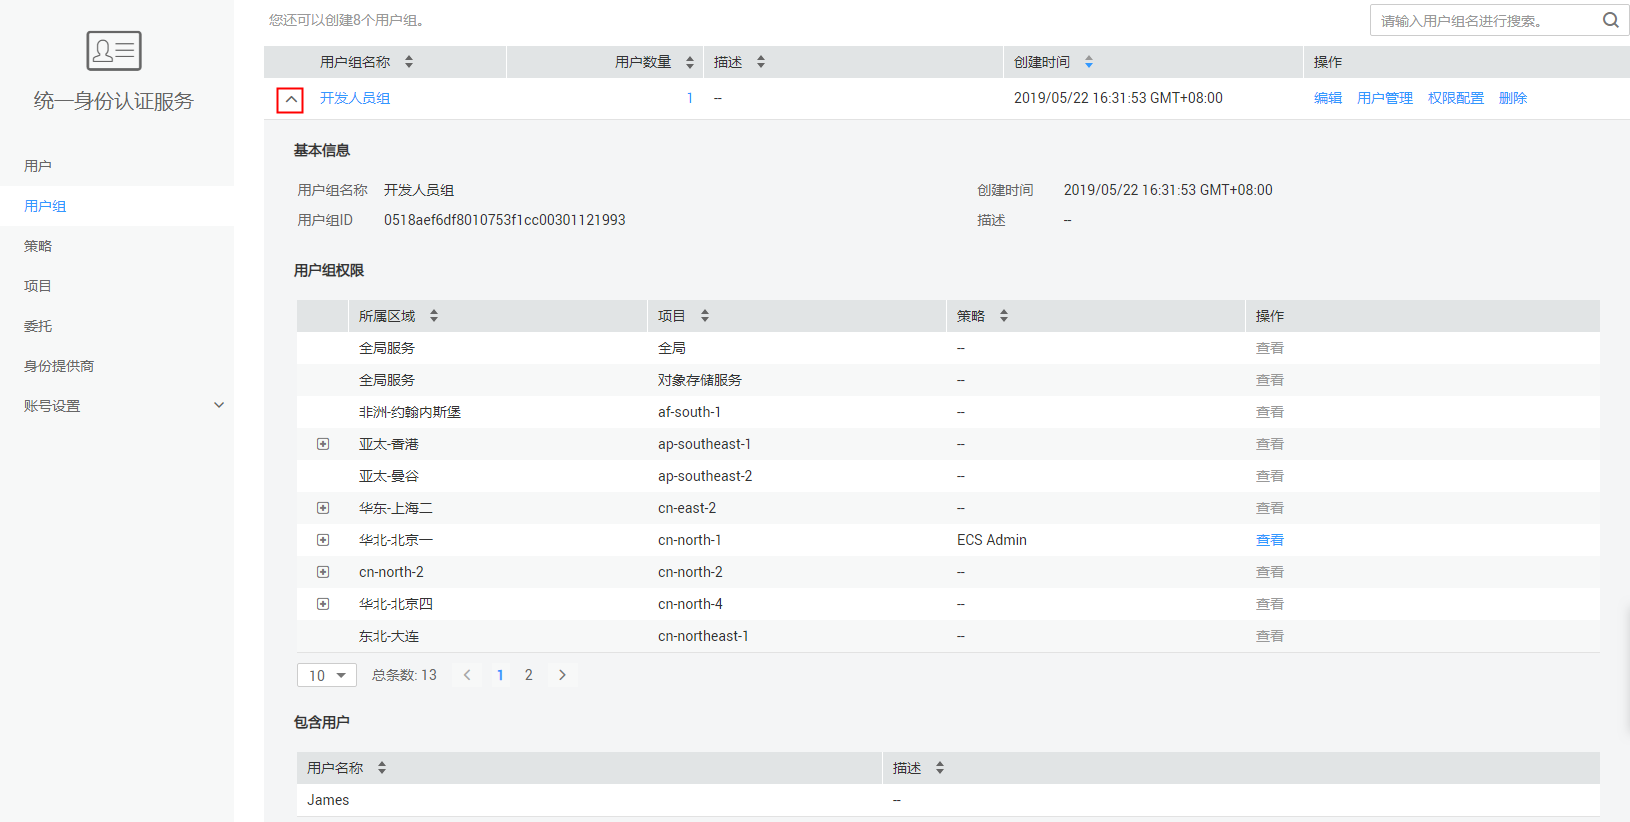 您还可以创建8个用户组。
请输入用户组名进行搜索。
统一身份认证服务
用户
用户组
策略
项目
委托
身份提供商
账号设置
用户组名称 用户数量 描述 创建时间 操作
开发人员组 1 -- 2019/05/22 16:31:53 GMT+08:00 编辑 用户管理 权限配置 删除
基本信息
用户组名称 开发人员组 创建时间 2019/05/22 16:31:53 GMT+08:00
用户组ID 0518aef6df8010753f1cc00301121993 描述 --
用户组权限
所属区域 项目 策略 操作
全局服务 全局 -- 查看
全局服务 对象存储服务 -- 查看
非洲-约翰内斯堡 af-south-1 -- 查看
亚太-香港 ap-southeast-1 -- 查看
亚太-曼谷 ap-southeast-2 -- 查看
华东-上海二 cn-east-2 -- 查看
华北-北京一 cn-north-1 ECS Admin 查看
cn-north-2 cn-north-2 -- 查看
华北-北京四 cn-north-4 -- 查看
东北-大连 cn-northeast-1 -- 查看
10 总条数: 13 1 2
包含用户
用户名称 描述
James --